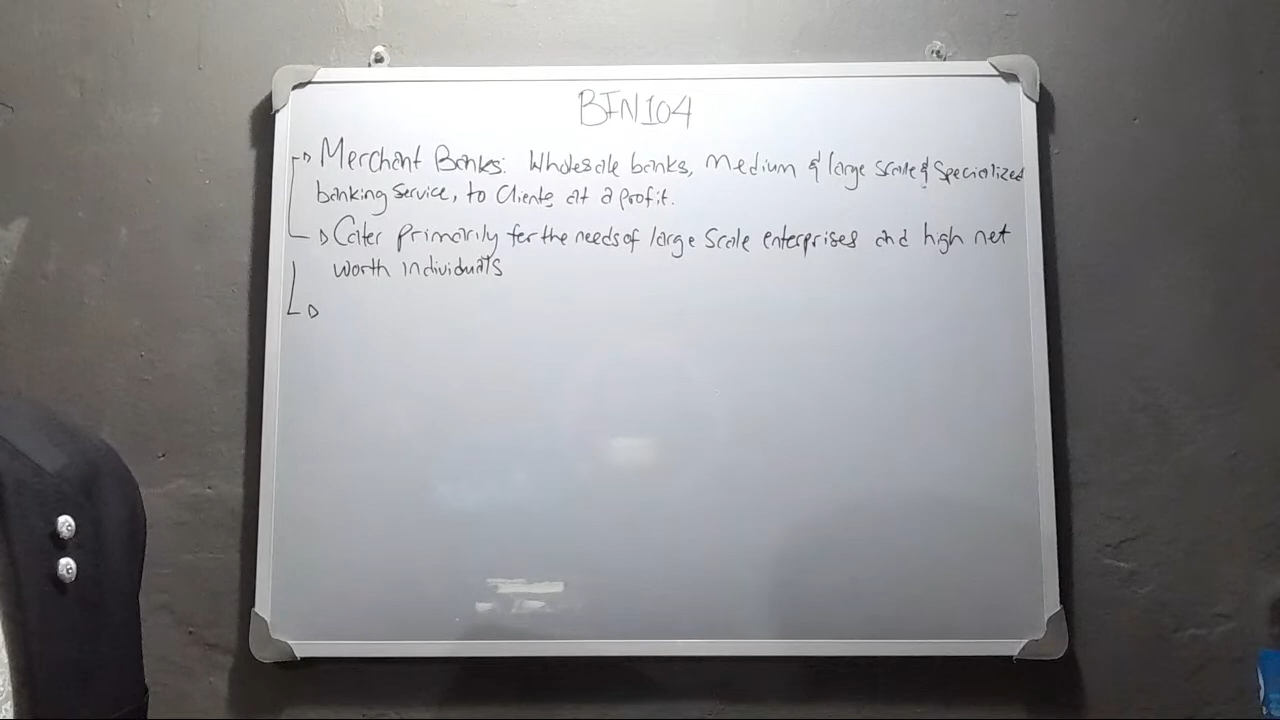 BIN104
Merchant Banks: Wholesale banks, Medium & large scale & Specialized
banking service, to Clients at a profit.
Cater primarily for the needs of large Scale enterprises and high net
worth individuals